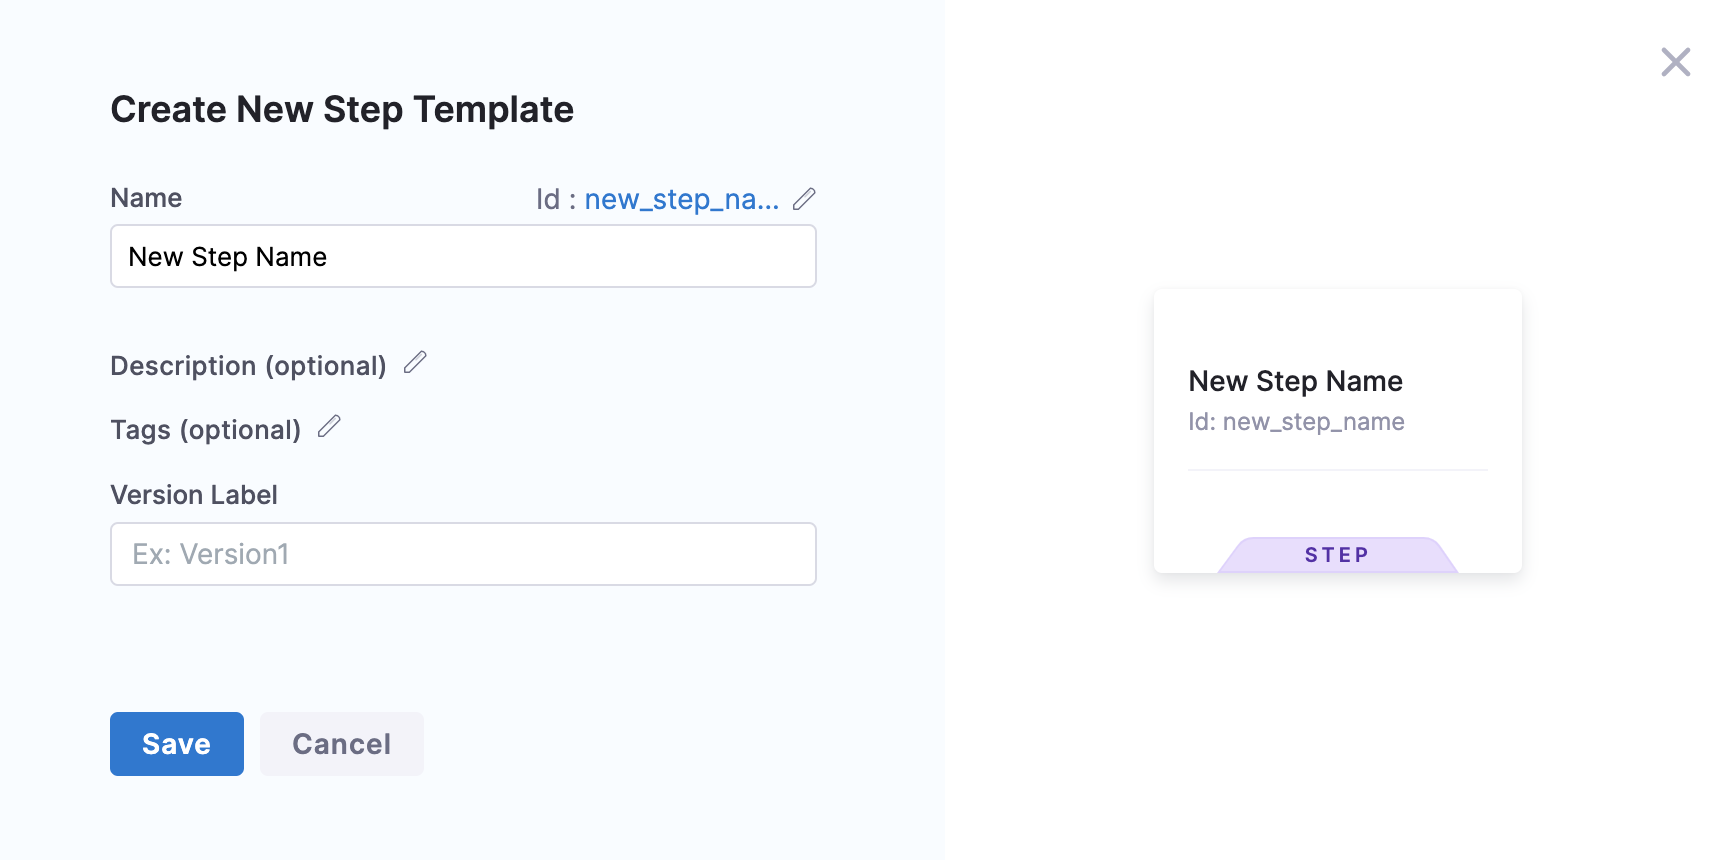 Create New Step Template
Name
Id : new_step_na...
New Step Name
Description (optional)
Tags (optional)
Version Label
Ex: Version1
Save
Cancel
New Step Name
Id: new_step_name
STEP